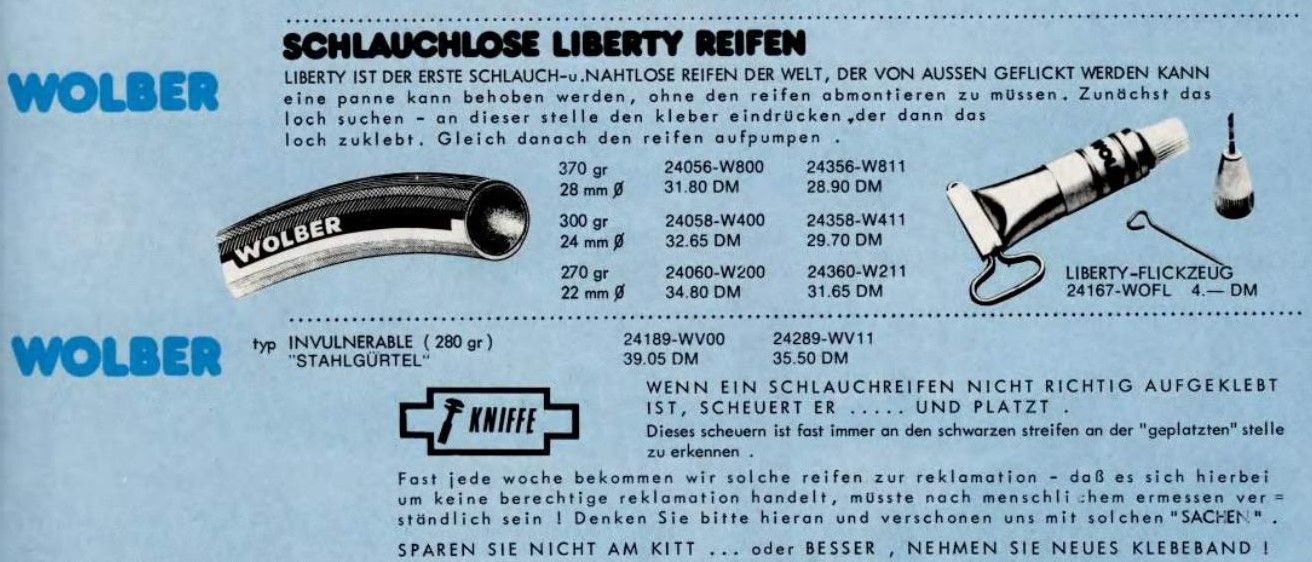 SCHLAUCHLOSE LIBERTY REIFEN
WOLBER
LIBERTY IST DER ERSTE SCHLAUCH-u.NAHTLOSE REIFEN DER WELT, DER VON AUSSEN GEFLICKT WERDEN KANN
eine panne kann behoben werden, ohne den reifen abmontieren zu müssen. Zunächst das
loch suchen - an dieser stelle den kleber eindrücken „der dann das
loch zuklebt. Gleich danach den reifen aufpumpen .
WOLBER
370 gr 24056-W800 24356-W811
28 mm Ø 31.80 DM 28.90 DM
300 gr 24058-W400 24358-W411
24 mm Ø 32.65 DM 29.70 DM
270 gr 24060-W200 24360-W211
22 mm Ø 34.80 DM 31.65 DM
WOLBER
LIBERTY-FLICKZEUG
24167-WOFL 4.— DM
WOLBER
typ INVULNERABLE ( 280 gr ) 24189-WV00 24289-WV11
"STAHLGÜRTEL" 39.05 DM 35.50 DM
KNIFFE
WENN EIN SCHLAUCHREIFEN NICHT RICHTIG AUFGEKLEBT
IST, SCHEUERT ER ..... UND PLATZT .
Dieses scheuern ist fast immer an den schwarzen streifen an der "geplatzten" stelle
zu erkennen .
Fast jede woche bekommen wir solche reifen zur reklamation - daß es sich hierbei
um keine berechtige reklamation handelt, müsste nach menschli chem ermessen ver =
ständlich sein ! Denken Sie bitte hieran und verschonen uns mit solchen "SACHEN" .
SPAREN SIE NICHT AM KITT ... oder BESSER , NEHMEN SIE NEUES KLEBEBAND !